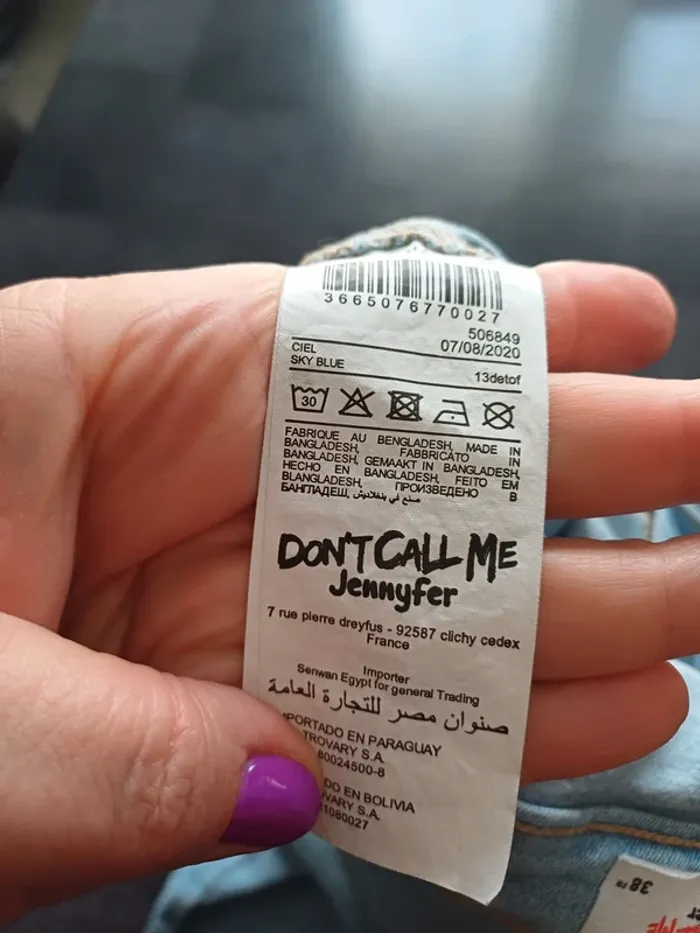 3665076770027
506849
07/08/2020
CIEL
SKY BLUE
13detof
30
FABRIQUE AU BENGLADESH, MADE IN
BANGLADESH, FABBRICATO IN
BANGLADESH, GEMAAKT IN BANGLADESH,
HECHO EN BANGLADESH, FEITO EM
BLANGLADESH, ПРОИЗВЕДЕНО В
БАНГЛАДЕШ, صنع في بنغلاديش
DON'T CALL ME
Jennyfer
7 rue pierre dreyfus - 92587 clichy cedex
France
Importer
Senwan Egypt for general Trading
صنوان مصر للتجارة العامة
PORTADO EN PARAGUAY
TROVARY S.A.
80024500-8
DO EN BOLIVIA
VARY S.A.
1080027
38 FR